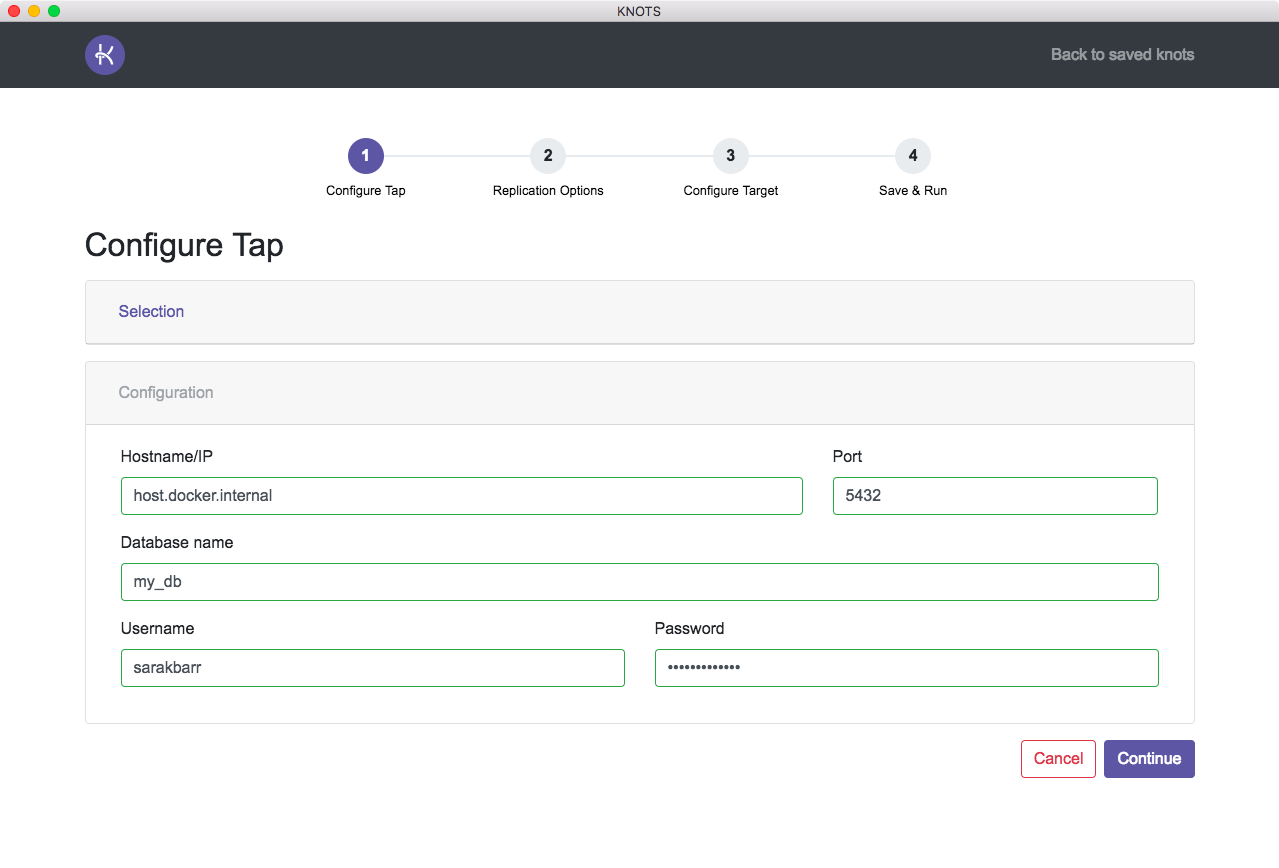 KNOTS
Back to saved knots
1 2 3 4
Configure Tap Replication Options Configure Target Save & Run
Configure Tap
Selection
Configuration
Hostname/IP Port
host.docker.internal 5432
Database name
my_db
Username Password
sarakbarr •••••••••••••
Cancel Continue